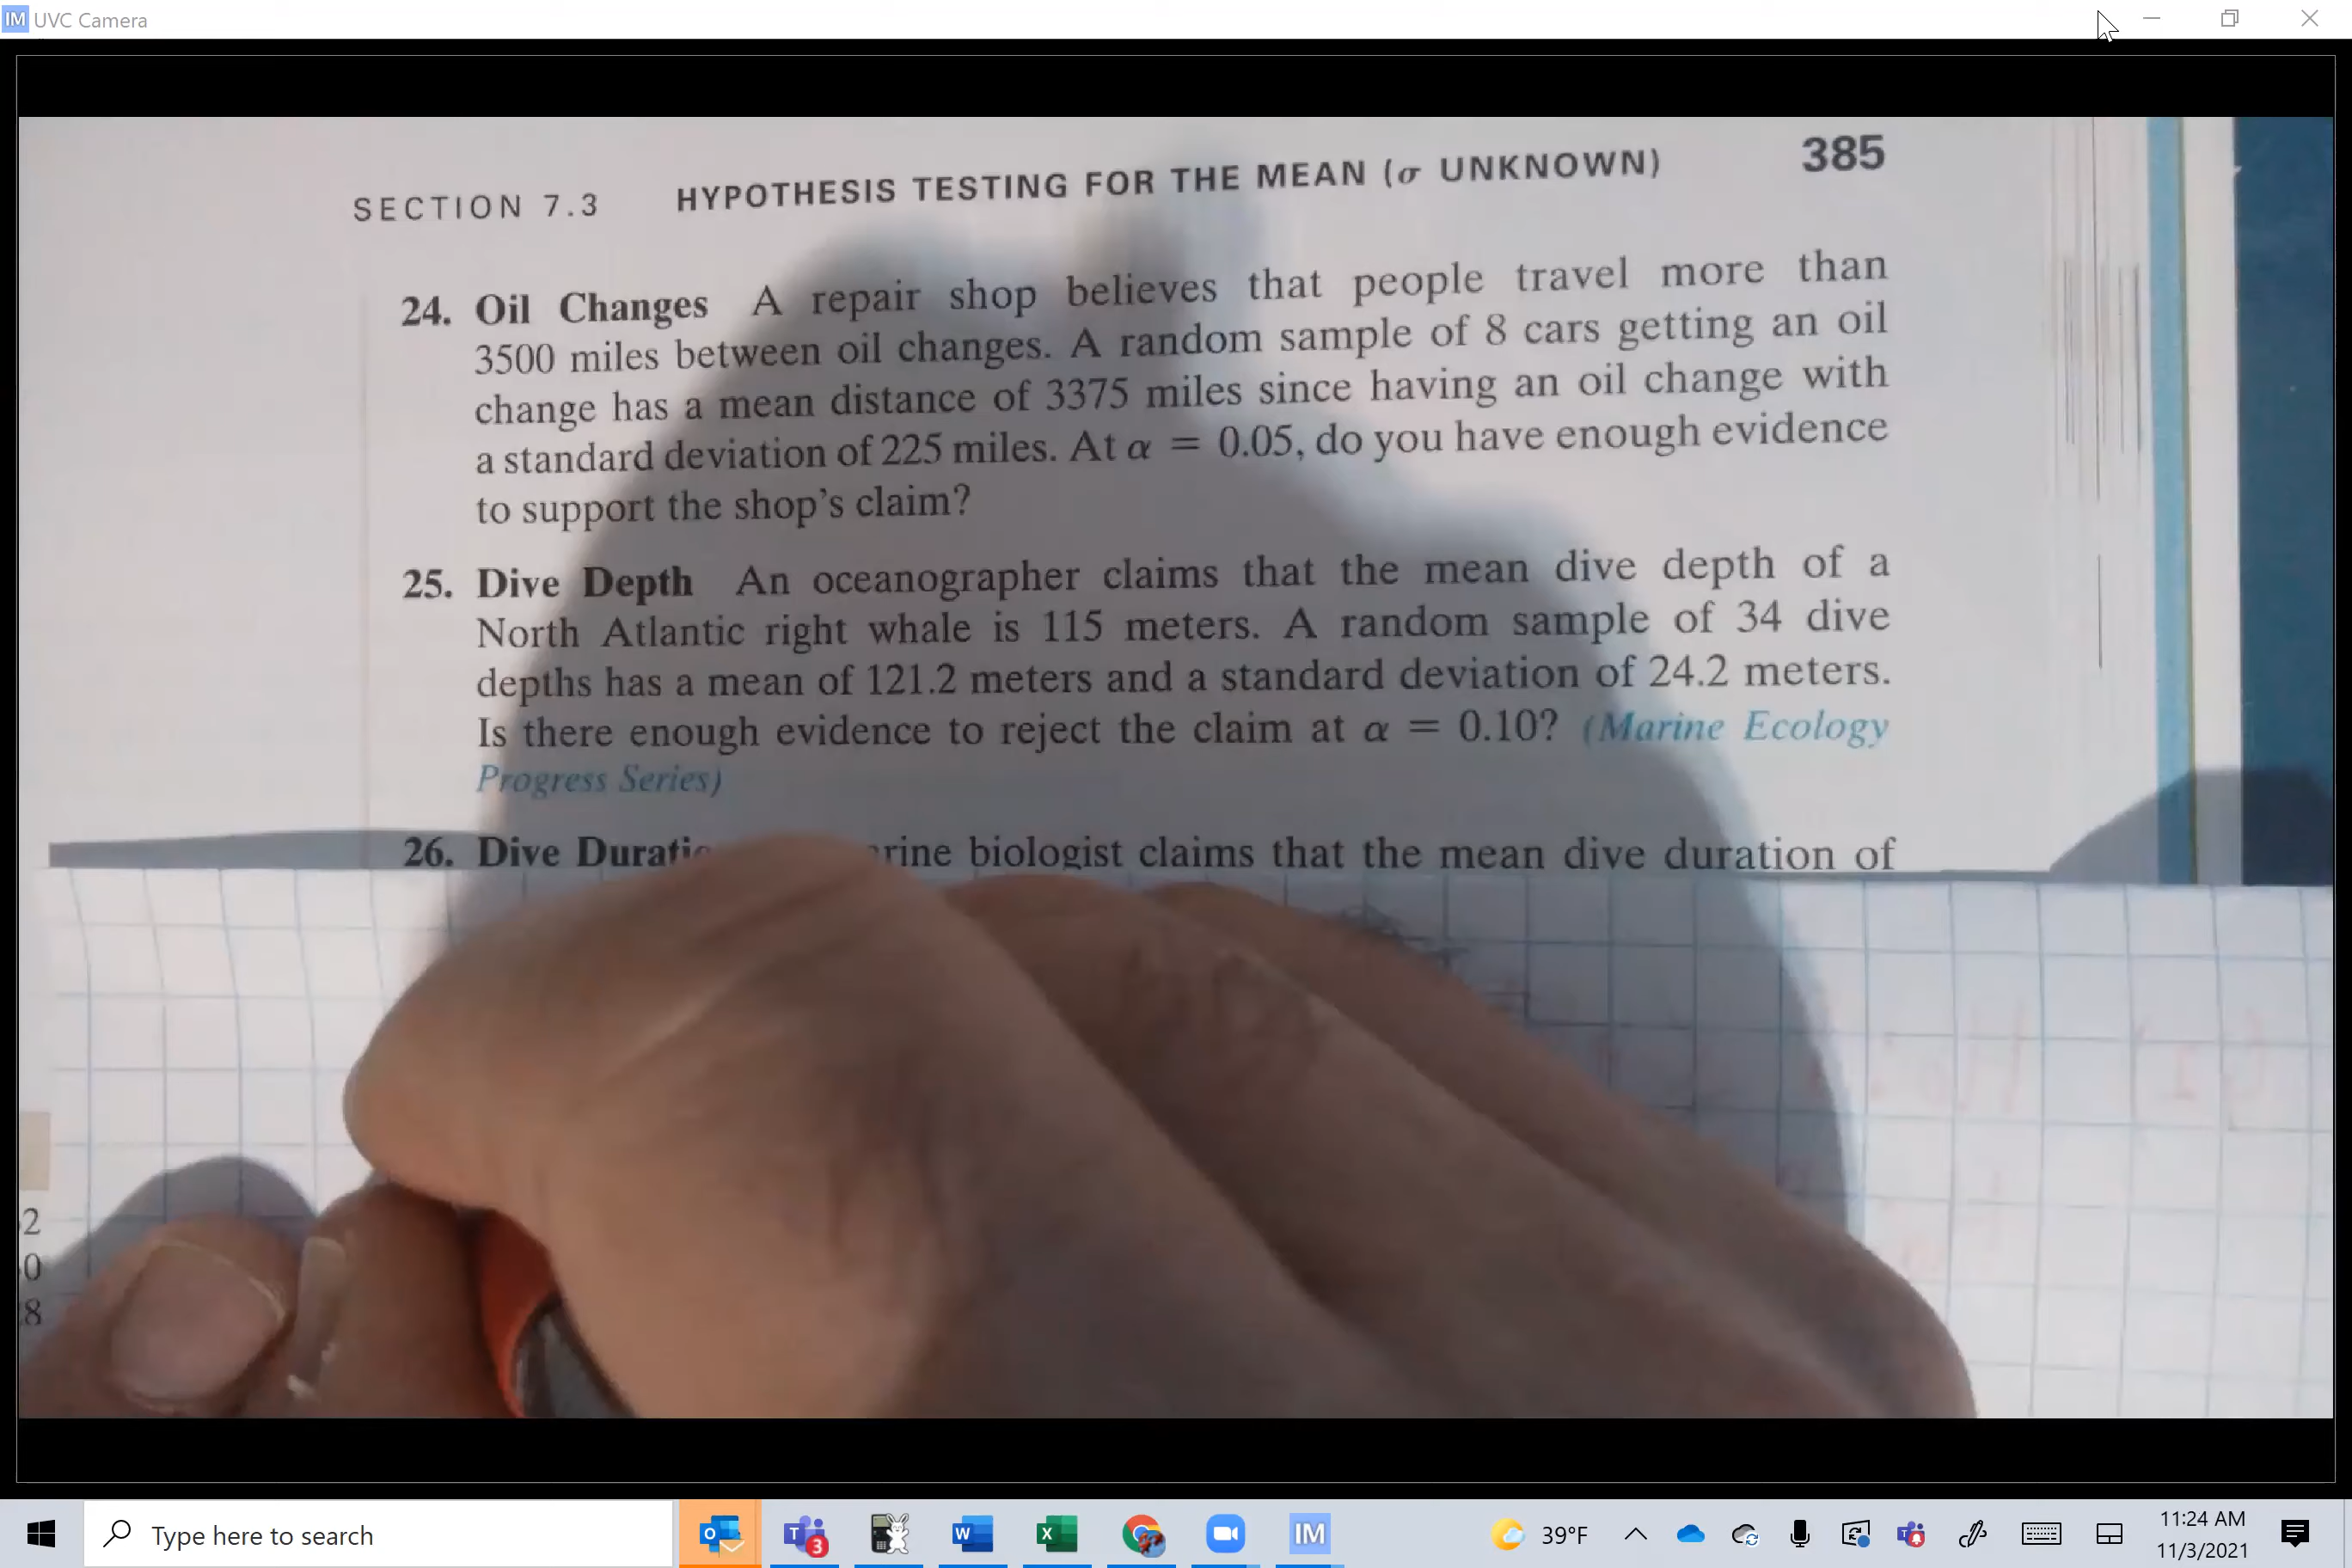 IM UVC Camera
SECTION 7.3 HYPOTHESIS TESTING FOR THE MEAN (σ UNKNOWN) 385
24. Oil Changes A repair shop believes that people travel more than
3500 miles between oil changes. A random sample of 8 cars getting an oil
change has a mean distance of 3375 miles since having an oil change with
a standard deviation of 225 miles. At α = 0.05, do you have enough evidence
to support the shop's claim?
25. Dive Depth An oceanographer claims that the mean dive depth of a
North Atlantic right whale is 115 meters. A random sample of 34 dive
depths has a mean of 121.2 meters and a standard deviation of 24.2 meters.
Is there enough evidence to reject the claim at α = 0.10? (Marine Ecology
Progress Series)
26. Dive biologist claims that the mean dive duration of
2
0
8
Type here to search
O
T 3
W
X
IM
39°F
11:24 AM
11/3/2021